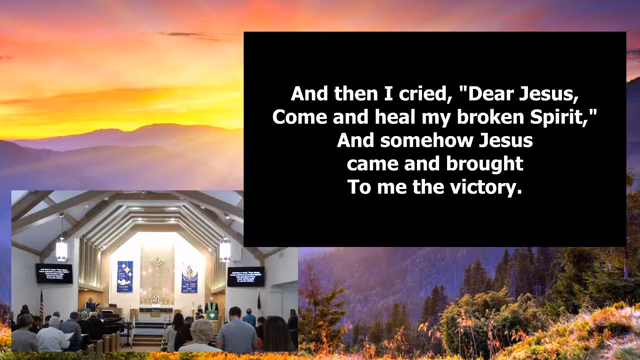 And then I cried, "Dear Jesus,
Come and heal my broken Spirit,"
And somehow Jesus
came and brought
To me the victory.